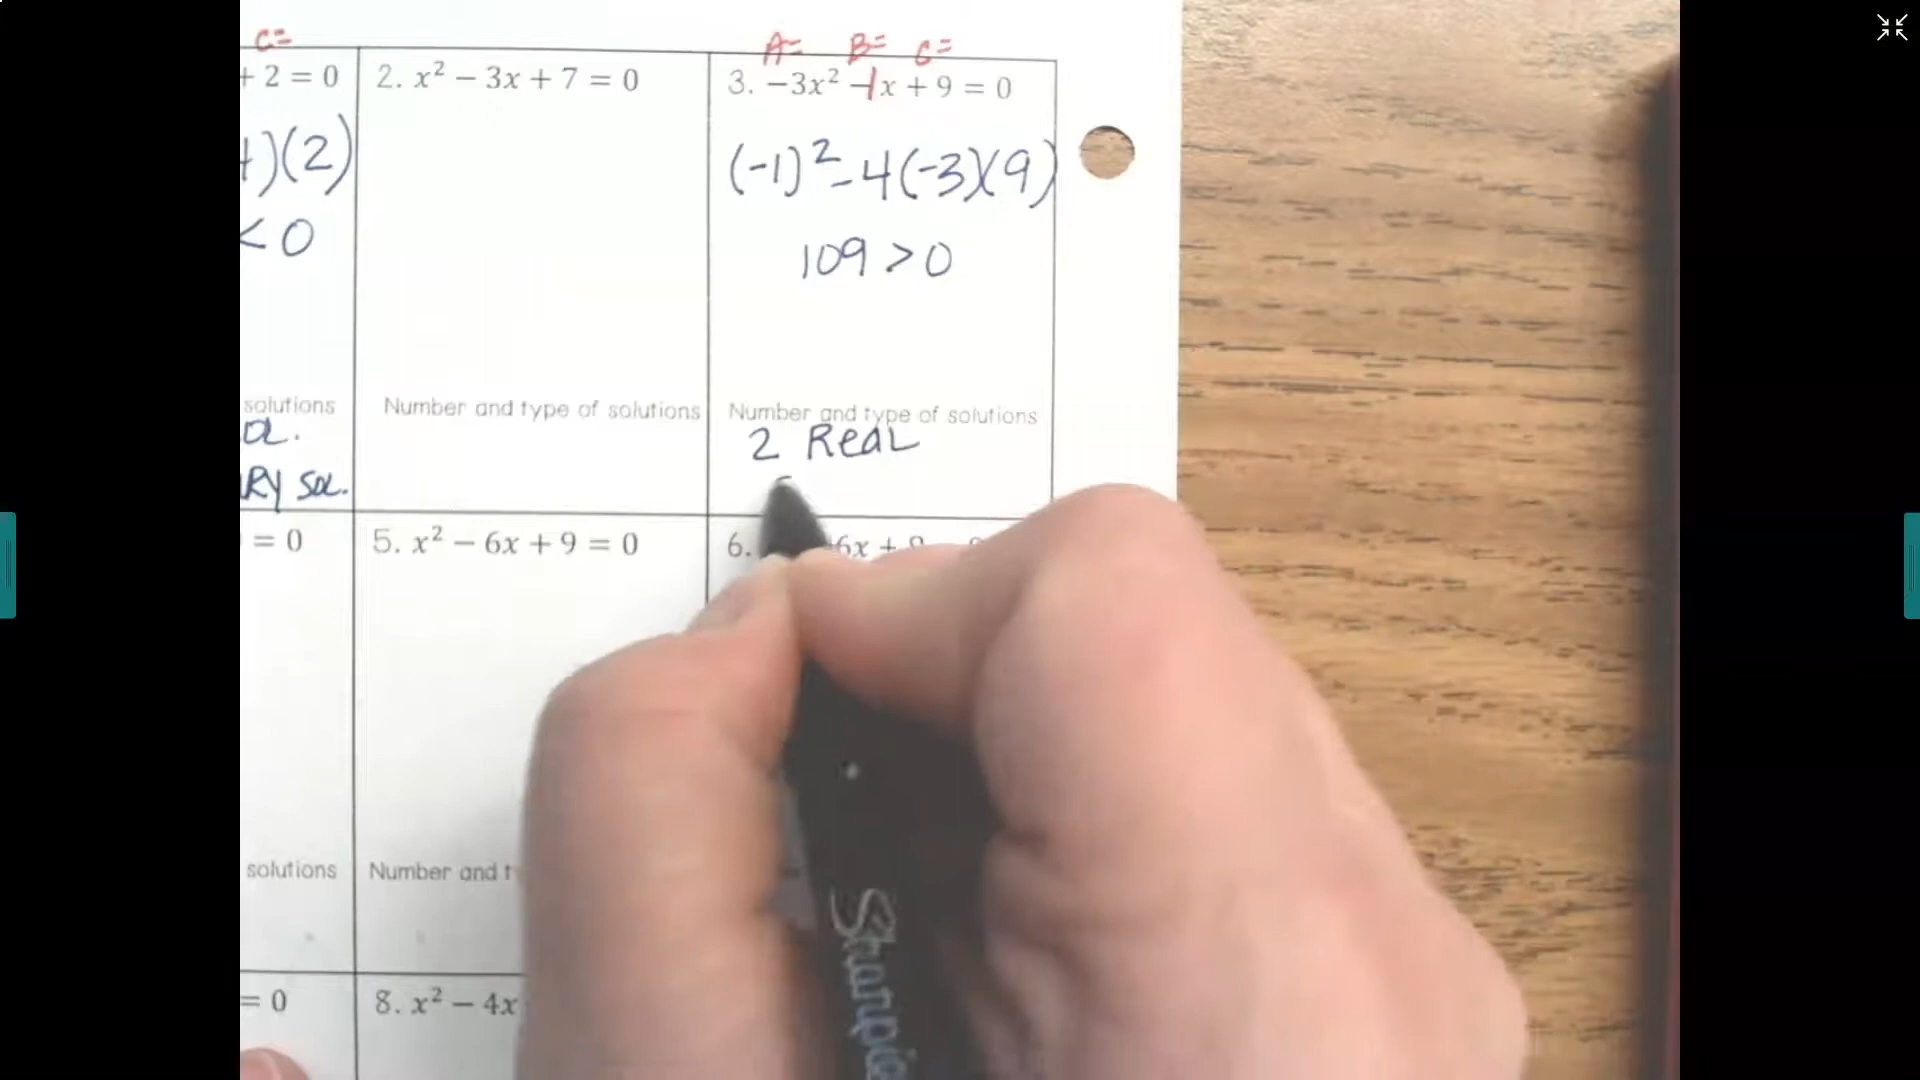 C=
A= B= C=
+ 2 = 0
2. x² − 3x + 7 = 0
3. −3x² −1x + 9 = 0
)(2)
(-1)² - 4(-3)(9)
< 0
109 > 0
solutions
Number and type of solutions
Number and type of solutions
2 Real
sol.
= 0
5. x² − 6x + 9 = 0
6. 6x +
solutions
Number and
= 0
8. x² − 4x
Sharpie